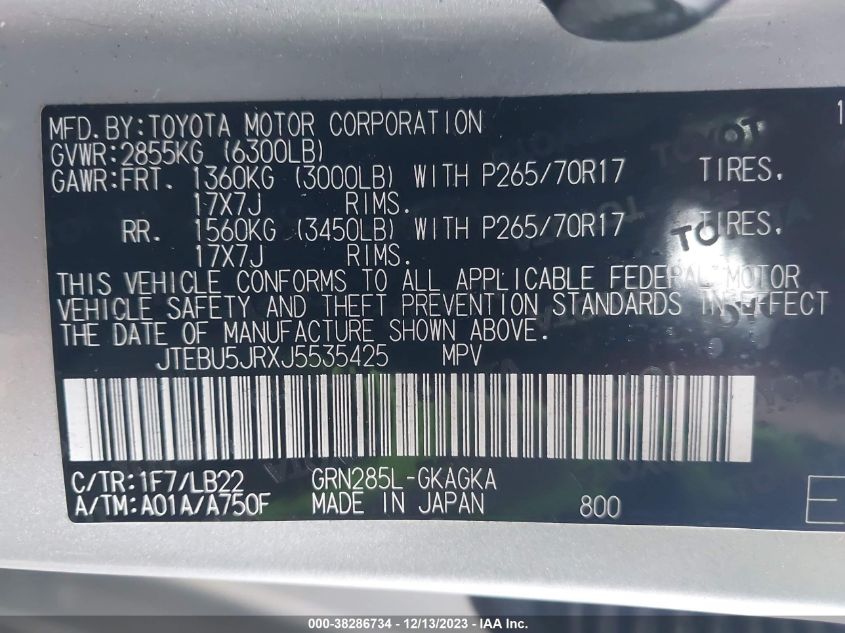 MFD.BY:TOYOTA MOTOR CORPORATION 1
GVWR:2855KG (6300LB)
GAWR:FRT. 1360KG (3000LB) WITH P265/70R17 TIRES.
17X7J RIMS.
RR. 1560KG (3450LB) WITH P265/70R17 TIRES.
17X7J RIMS.
THIS VEHICLE CONFORMS TO ALL APPLICABLE FEDERAL MOTOR
VEHICLE SAFETY AND THEFT PREVENTION STANDARDS IN EFFECT
THE DATE OF MANUFACTURE SHOWN ABOVE.
JTEBU5JRXJ5535425 MPV
C/TR:1F7/LB22 GRN285L-GKAGKA
A/TM:A01A/A750F MADE IN JAPAN 800 E
TOYOTA
TOYOTA
000-38286734 - 12/13/2023 - IAA Inc.